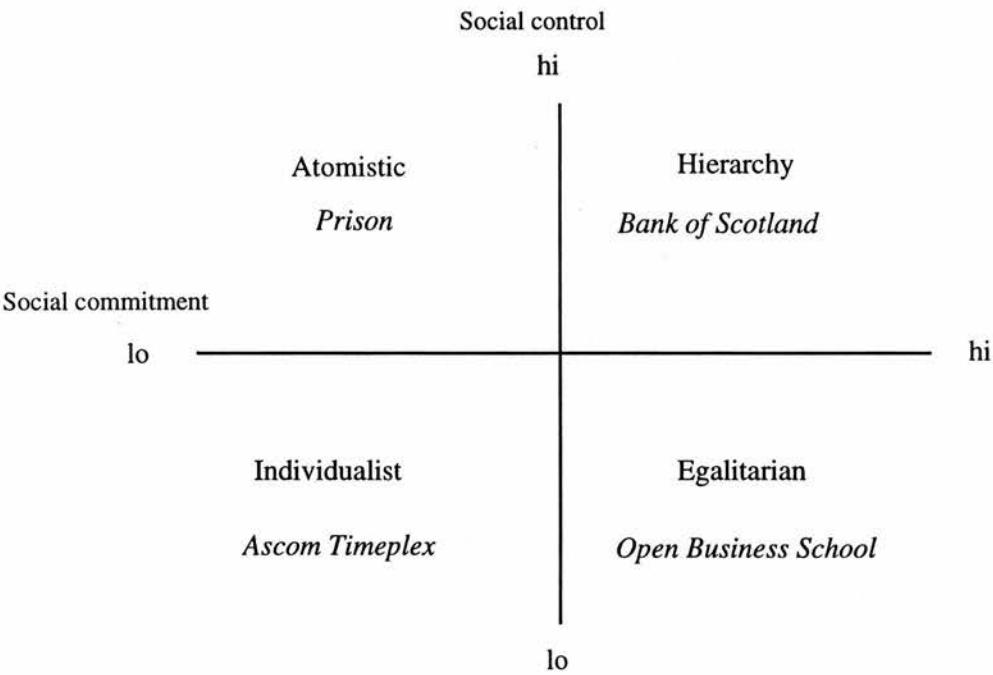 Social control
hi
Atomistic
Hierarchy
Prison
Bank of Scotland
Social commitment
lo
hi
Individualist
Egalitarian
Ascom Timeplex
Open Business School
lo